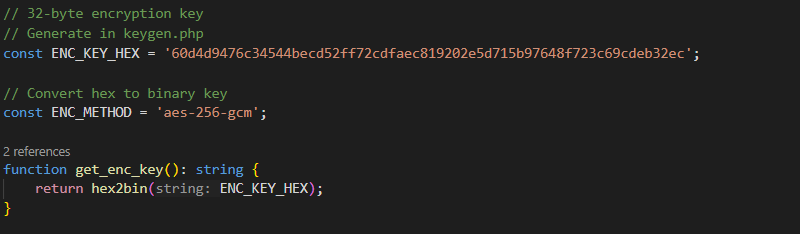 // 32-byte encryption key
// Generate in keygen.php
const ENC_KEY_HEX = '60d4d9476c34544becd52ff72cdfaec819202e5d715b97648f723c69cdeb32ec';
// Convert hex to binary key
const ENC_METHOD = 'aes-256-gcm';
2 references
function get_enc_key(): string {
    return hex2bin(string: ENC_KEY_HEX);
}